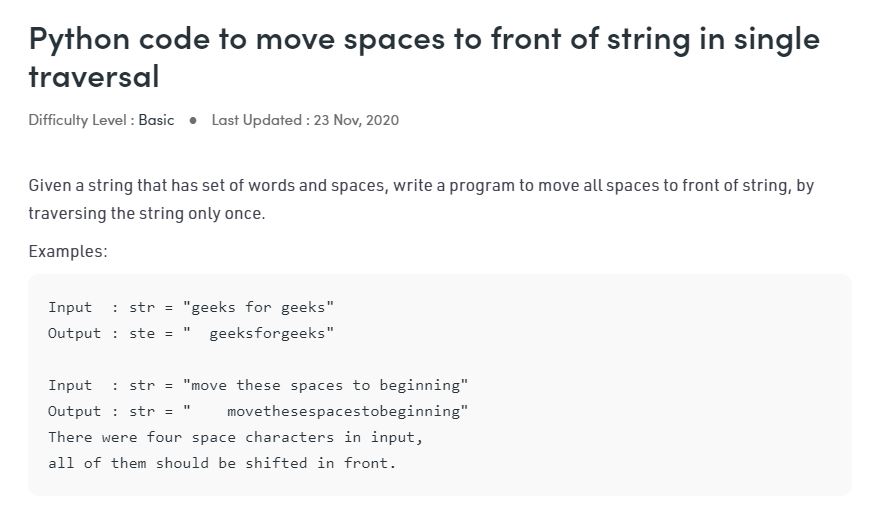 Python code to move spaces to front of string in single
traversal
Difficulty Level : Basic ● Last Updated : 23 Nov, 2020
Given a string that has set of words and spaces, write a program to move all spaces to front of string, by
traversing the string only once.
Examples:
Input  : str = "geeks for geeks"
Output : ste = "  geeksforgeeks"
Input  : str = "move these spaces to beginning"
Output : str = "    movethesespacestobeginning"
There were four space characters in input,
all of them should be shifted in front.